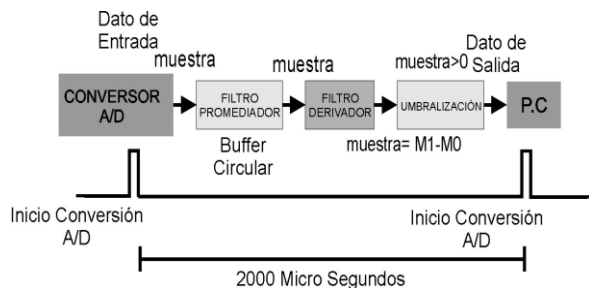 Dato de
Entrada
muestra
muestra
muestra>0
Dato de
Salida
CONVERSOR
A/D
FILTRO
PROMEDIADOR
FILTRO
DERIVADOR
UMBRALIZACIÓN
P.C
Buffer
Circular
muestra= M1-M0
Inicio Conversión
A/D
Inicio Conversión
A/D
2000 Micro Segundos